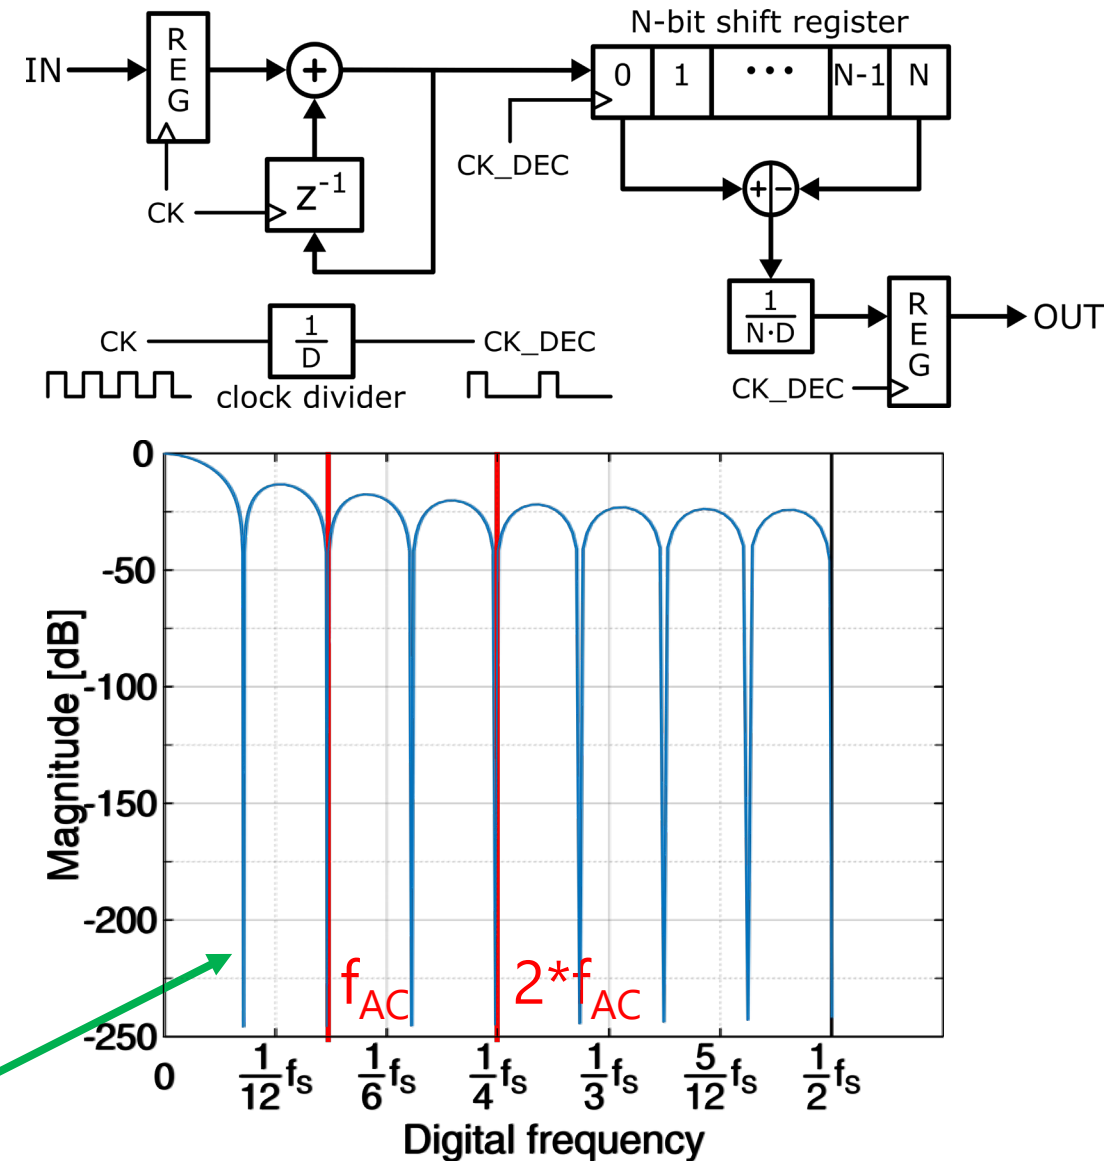 N-bit shift register
IN
R
E
G
+
0 1 ••• N-1 N
CK_DEC
z-1
CK
+ −
1
N·D
R
E
G
OUT
CK
1
D
CK_DEC
clock divider
CK_DEC
0
-50
-100
-150
-200
-250
Magnitude [dB]
fAC
2*fAC
0
1/12 fs
1/6 fs
1/4 fs
1/3 fs
5/12 fs
1/2 fs
Digital frequency